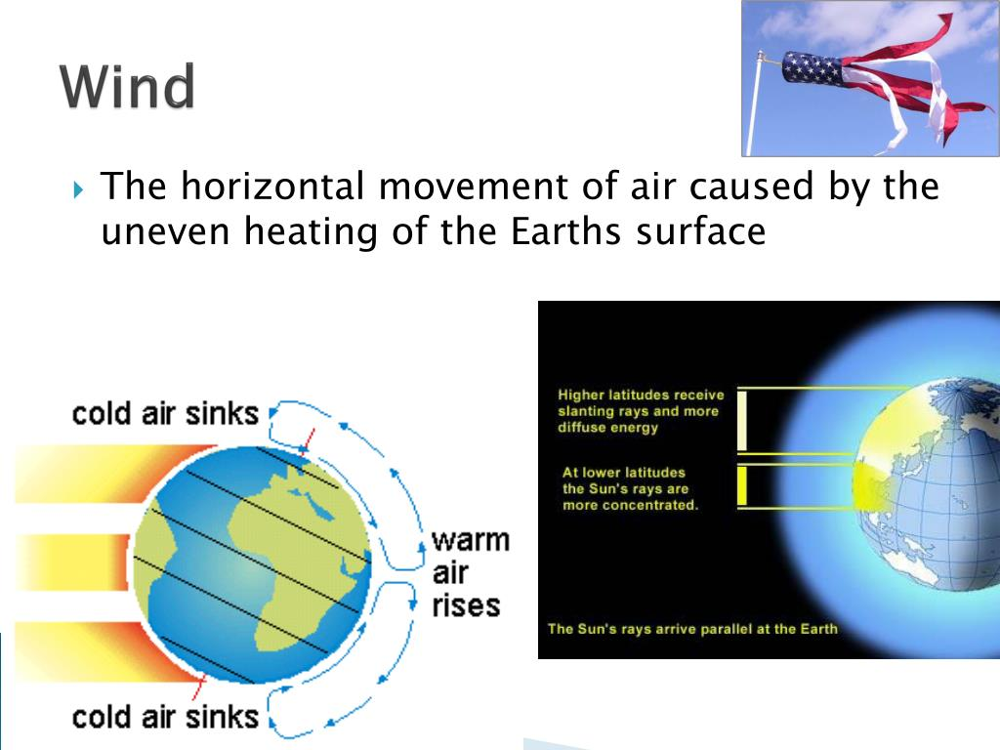 Wind
The horizontal movement of air caused by the
uneven heating of the Earths surface
cold air sinks
warm
air
rises
cold air sinks
Higher latitudes receive
slanting rays and more
diffuse energy
At lower latitudes
the Sun's rays are
more concentrated.
The Sun's rays arrive parallel at the Earth